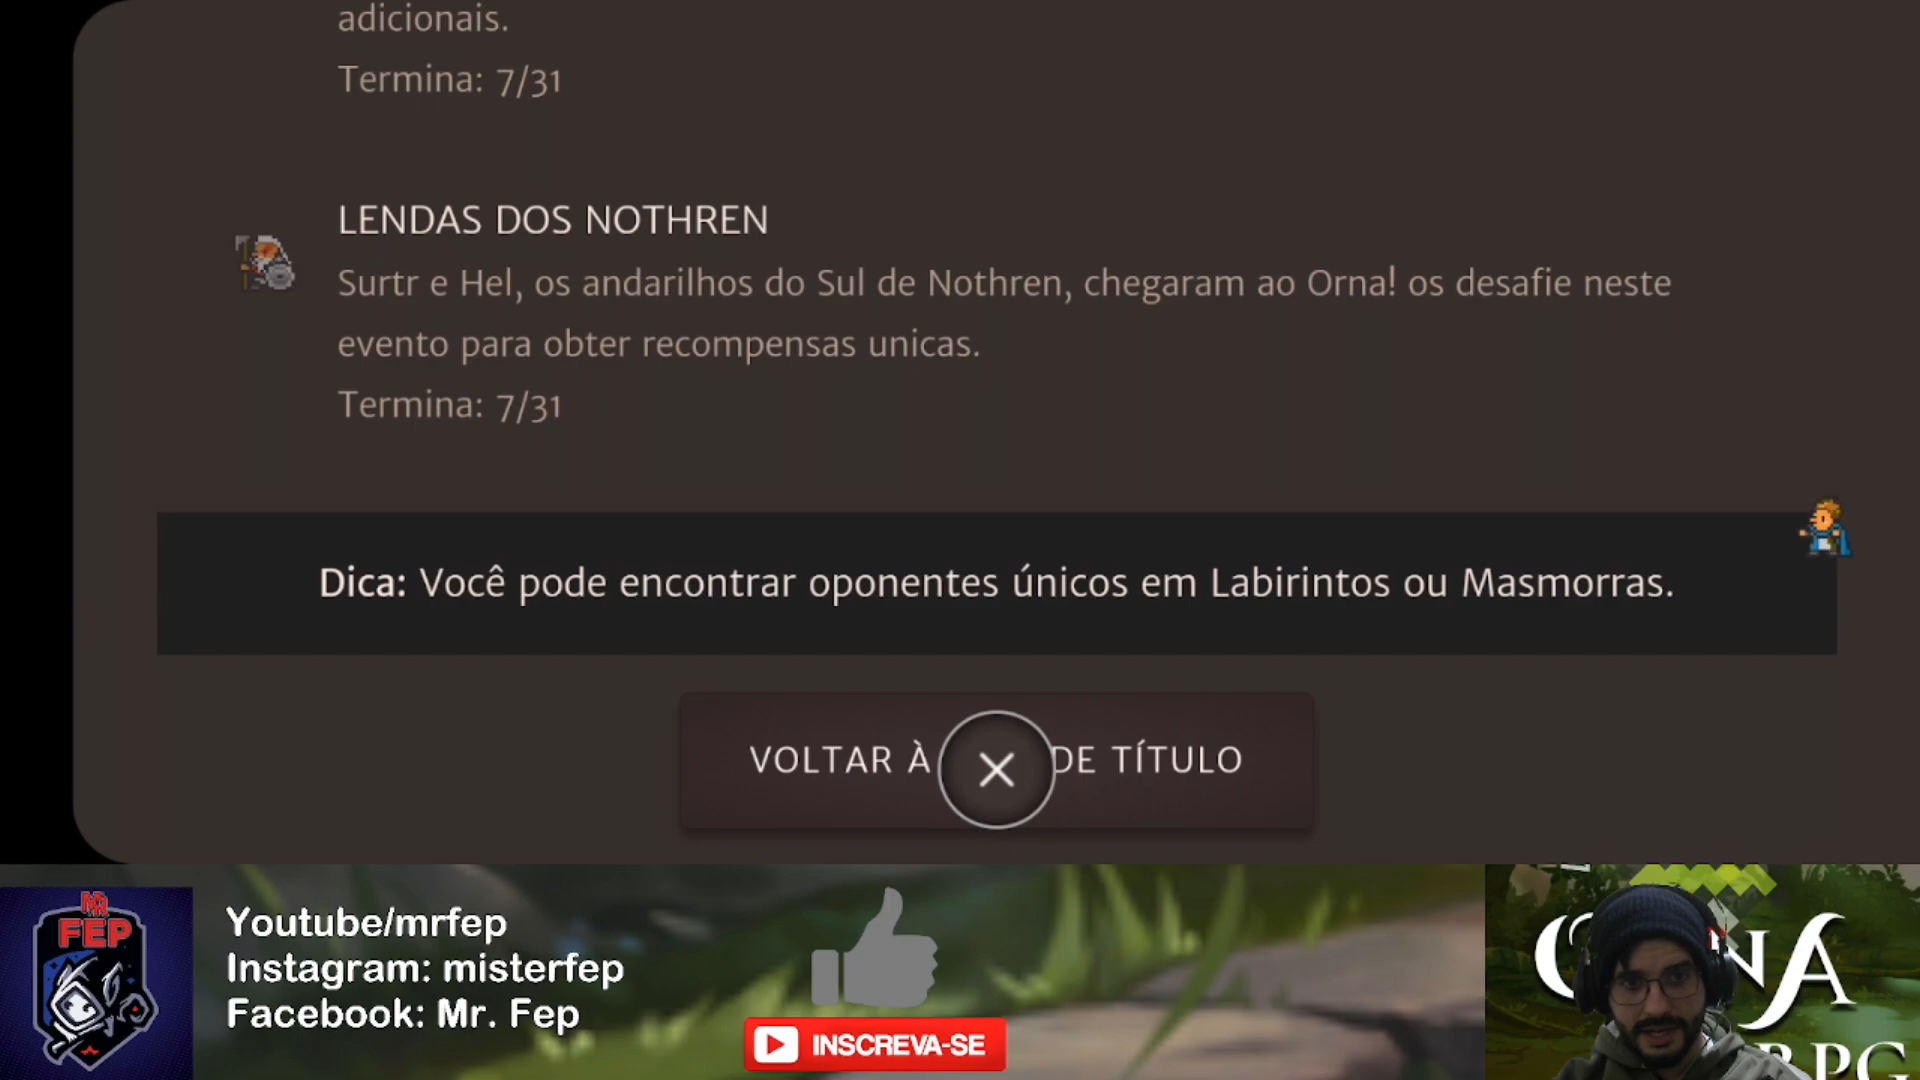 adicionais.
Termina: 7/31
LENDAS DOS NOTHREN
Surtr e Hel, os andarilhos do Sul de Nothren, chegaram ao Orna! os desafie neste
evento para obter recompensas unicas.
Termina: 7/31
Dica: Você pode encontrar oponentes únicos em Labirintos ou Masmorras.
VOLTAR À DE TÍTULO
MR
FEP
Youtube/mrfep
Instagram: misterfep
Facebook: Mr. Fep
INSCREVA-SE